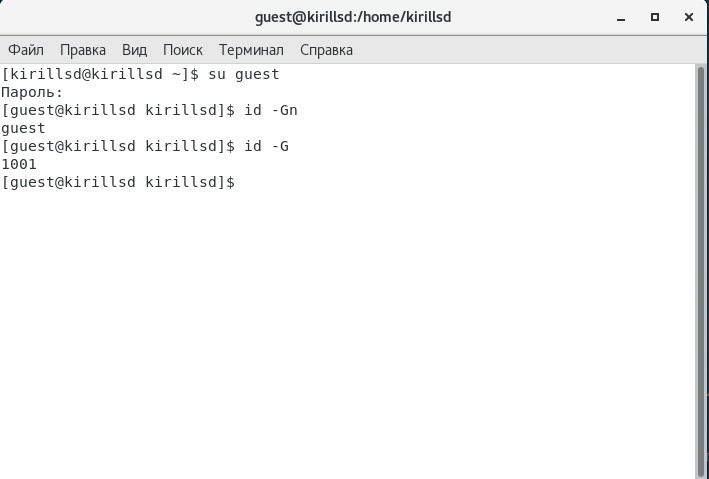 guest@kirillsd:/home/kirillsd
Файл Правка Вид Поиск Терминал Справка
[kirillsd@kirillsd ~]$ su guest
Пароль:
[guest@kirillsd kirillsd]$ id -Gn
guest
[guest@kirillsd kirillsd]$ id -G
1001
[guest@kirillsd kirillsd]$